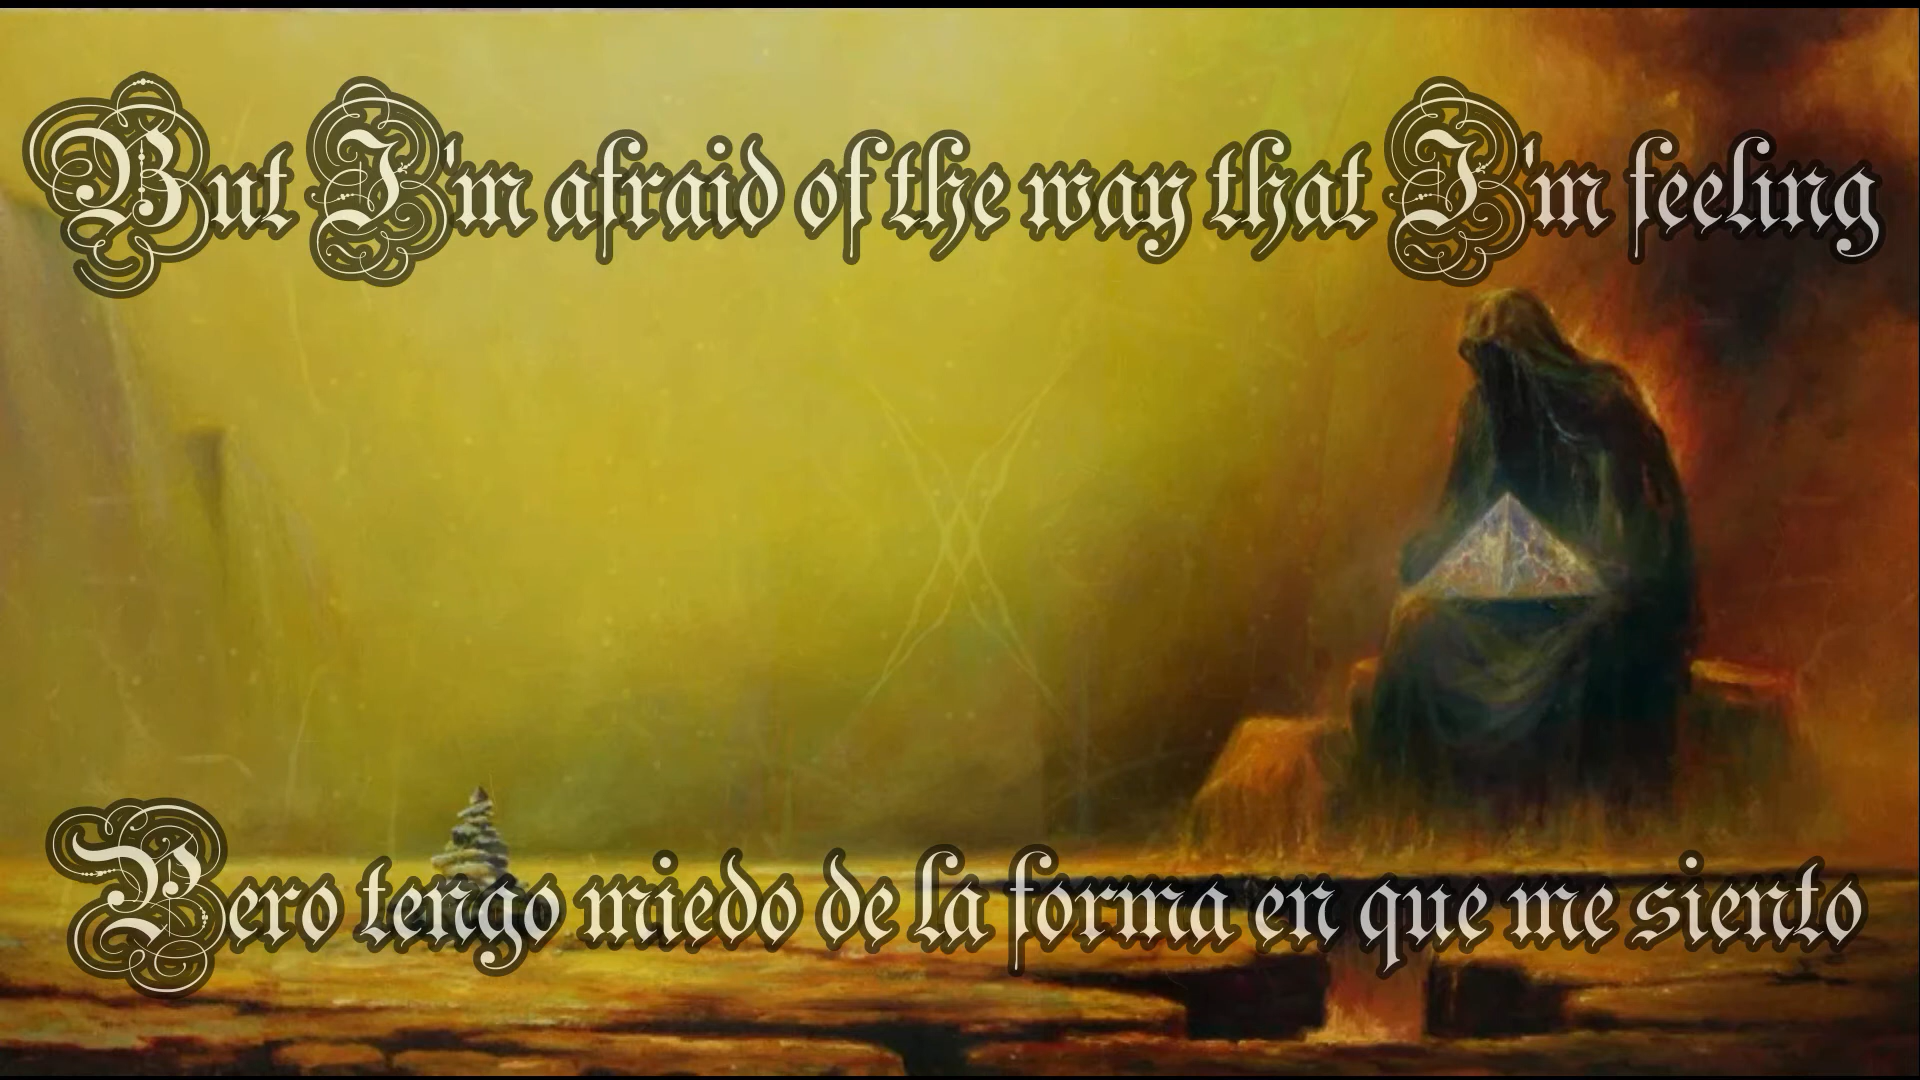 But I'm afraid of the way that I'm feeling
Pero tengo miedo de la forma en que me siento